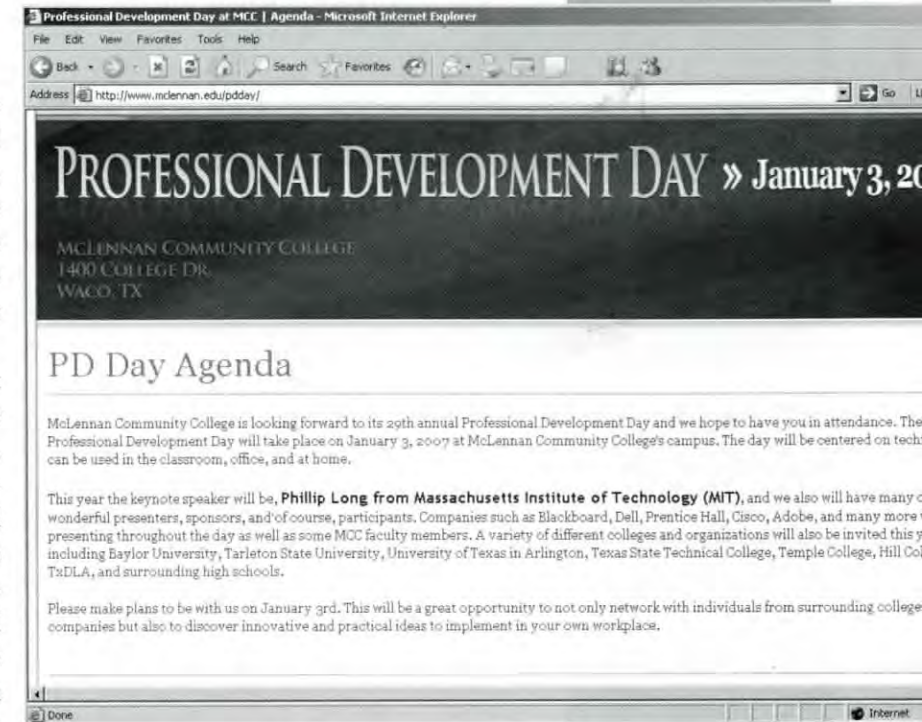 Professional Development Day at MCC | Agenda - Microsoft Internet Explorer
File Edit View Favorites Tools Help
Back Search Favorites
Address http://www.mclennan.edu/pdday/ Go
PROFESSIONAL DEVELOPMENT DAY » January 3, 20
MCLENNAN COMMUNITY COLLEGE
1400 COLLEGE DR.
WACO, TX
PD Day Agenda
McLennan Community College is looking forward to its 29th annual Professional Development Day and we hope to have you in attendance. The
Professional Development Day will take place on January 3, 2007 at McLennan Community College's campus. The day will be centered on tech
can be used in the classroom, office, and at home.
This year the keynote speaker will be, Phillip Long from Massachusetts Institute of Technology (MIT), and we also will have many o
wonderful presenters, sponsors, and of course, participants. Companies such as Blackboard, Dell, Prentice Hall, Cisco, Adobe, and many more
presenting throughout the day as well as some MCC faculty members. A variety of different colleges and organizations will also be invited this y
including Baylor University, Tarleton State University, University of Texas in Arlington, Texas State Technical College, Temple College, Hill Col
TxDLA, and surrounding high schools.
Please make plans to be with us on January 3rd. This will be a great opportunity to not only network with individuals from surrounding colleges
companies but also to discover innovative and practical ideas to implement in your own workplace.
Done Internet